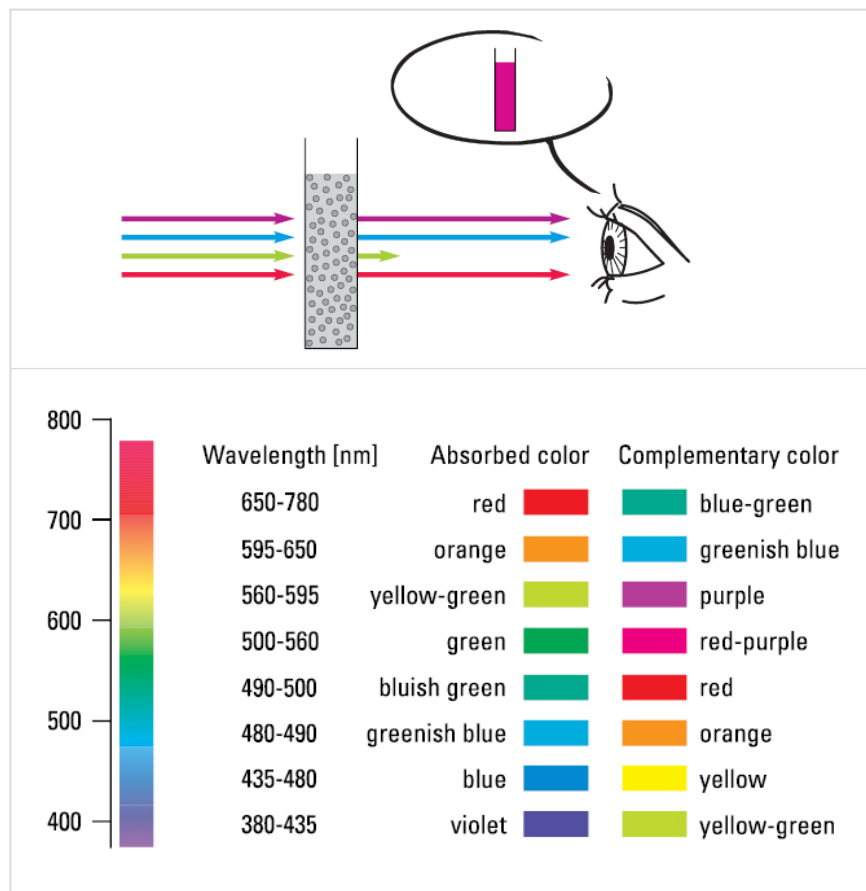 800
700
600
500
400
Wavelength [nm] Absorbed color Complementary color
650-780 red blue-green
595-650 orange greenish blue
560-595 yellow-green purple
500-560 green red-purple
490-500 bluish green red
480-490 greenish blue orange
435-480 blue yellow
380-435 violet yellow-green